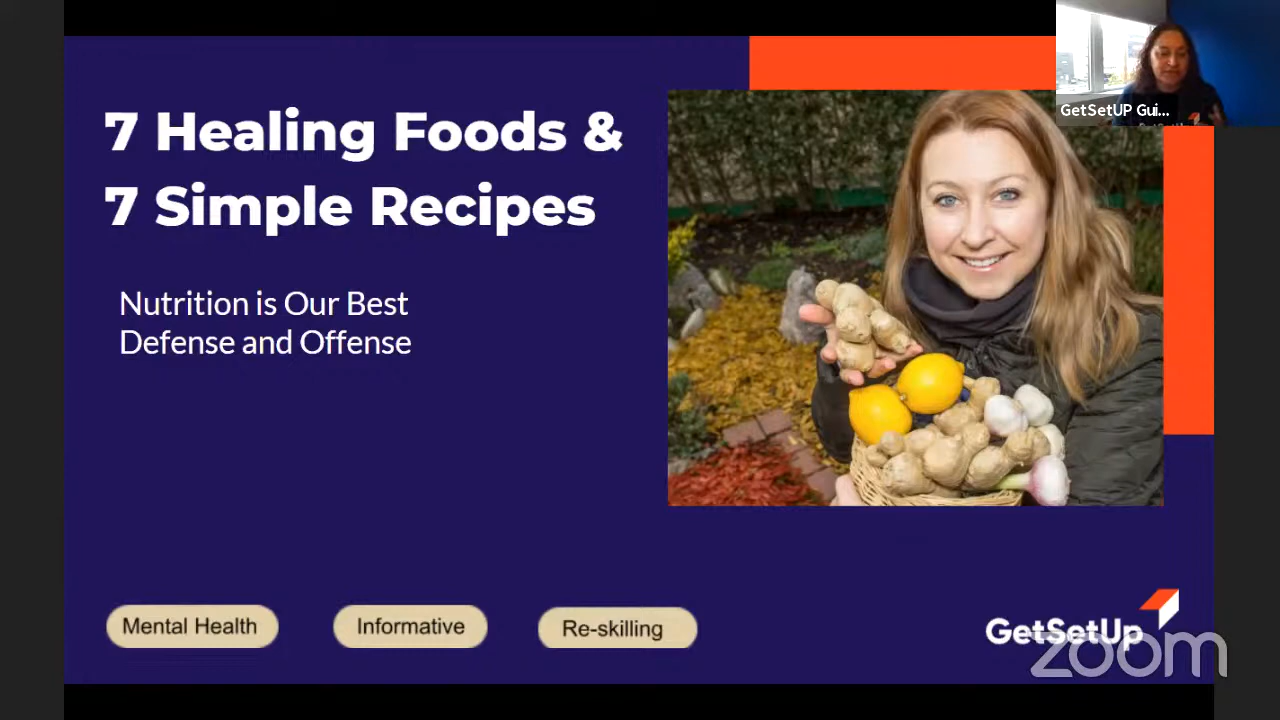 7 Healing Foods &
7 Simple Recipes
Nutrition is Our Best
Defense and Offense
GetSetUP Gui...
Mental Health
Informative
Re-skilling
GetSetUp
zoom